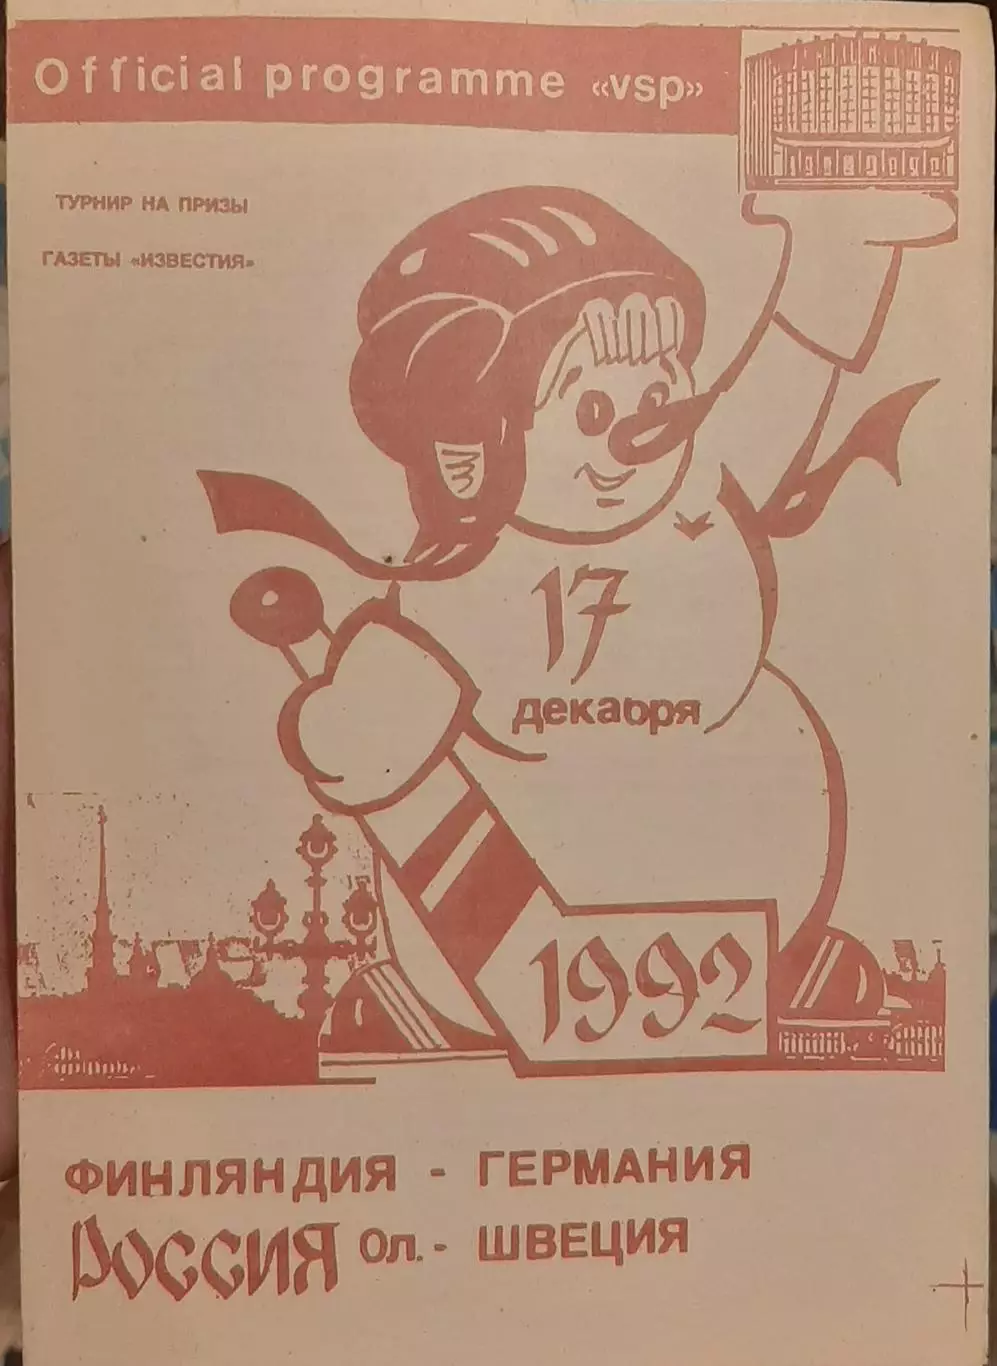 Official programme «vsp»
ТУРНИР НА ПРИЗЫ
ГАЗЕТЫ «ИЗВЕСТИЯ»
17
декабря
1992
ФИНЛЯНДИЯ - ГЕРМАНИЯ
РОССИЯ Ол. - ШВЕЦИЯ